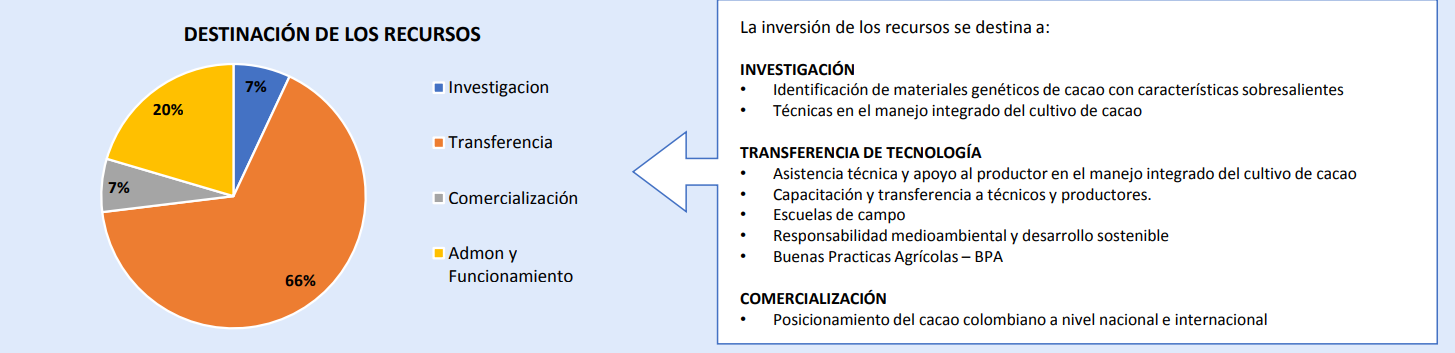 DESTINACIÓN DE LOS RECURSOS
7%
20%
7%
66%
Investigacion
Transferencia
Comercialización
Admon y
Funcionamiento
La inversión de los recursos se destina a:
INVESTIGACIÓN
• Identificación de materiales genéticos de cacao con características sobresalientes
• Técnicas en el manejo integrado del cultivo de cacao
TRANSFERENCIA DE TECNOLOGÍA
• Asistencia técnica y apoyo al productor en el manejo integrado del cultivo de cacao
• Capacitación y transferencia a técnicos y productores.
• Escuelas de campo
• Responsabilidad medioambiental y desarrollo sostenible
• Buenas Practicas Agrícolas – BPA
COMERCIALIZACIÓN
• Posicionamiento del cacao colombiano a nivel nacional e internacional